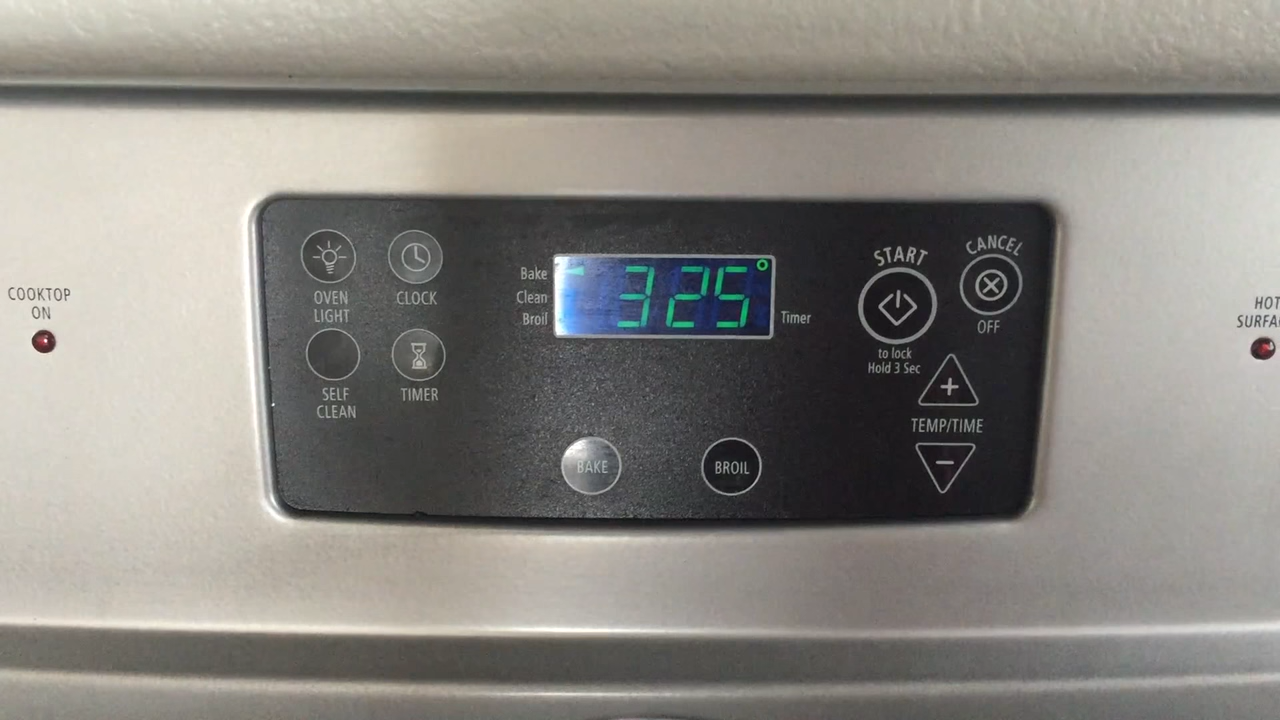 COOKTOP
ON
OVEN
LIGHT
CLOCK
SELF
CLEAN
TIMER
Bake
Clean
Broil
325°
Timer
BAKE
BROIL
START
to lock
Hold 3 Sec
CANCEL
OFF
+
TEMP/TIME
-
HOT